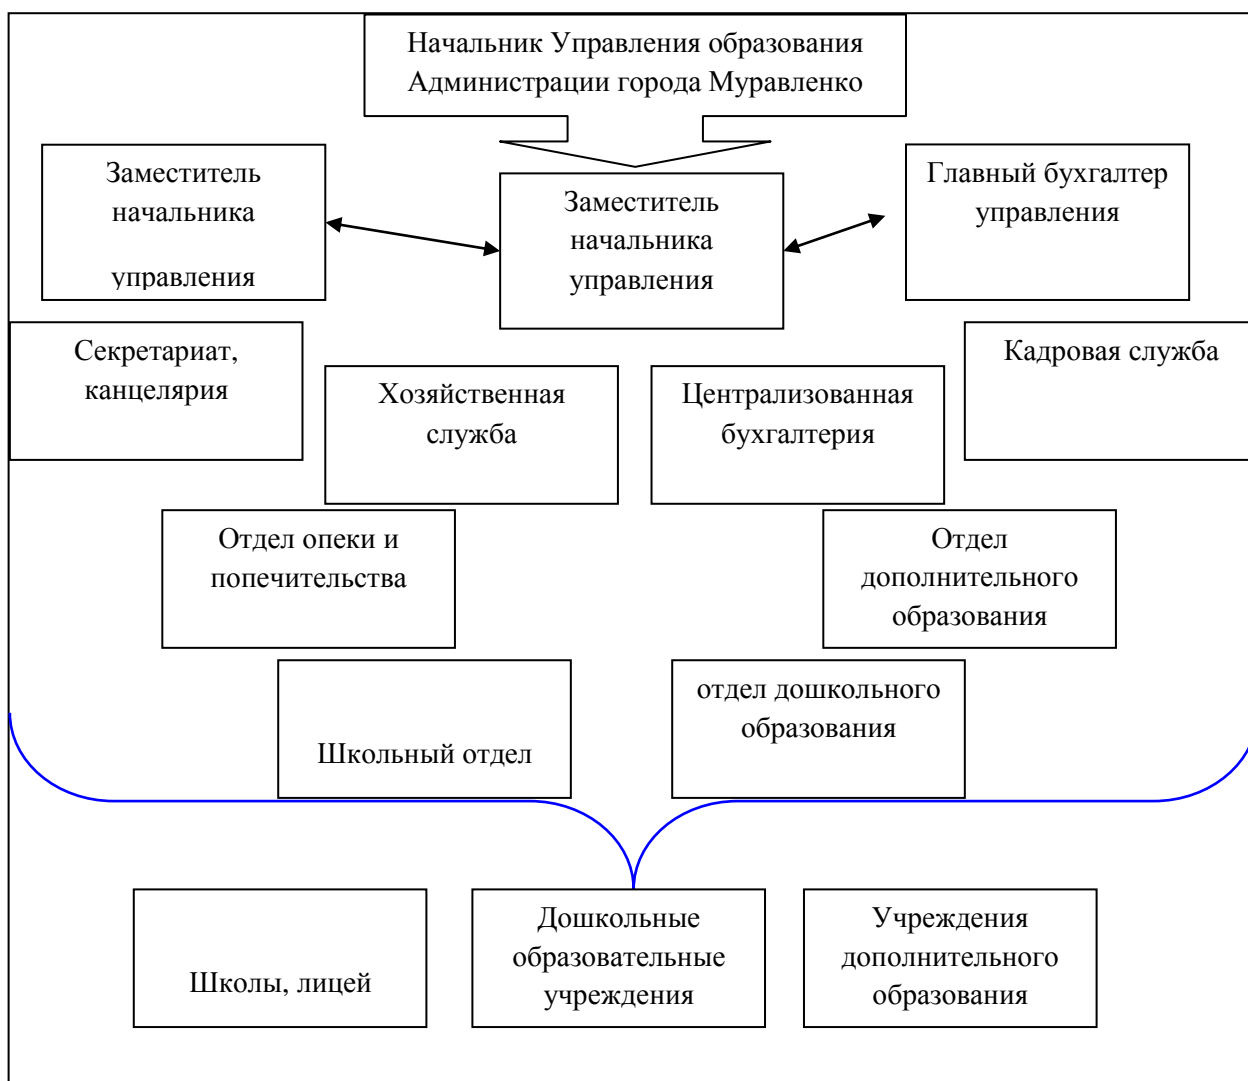 Начальник Управления образования
Администрации города Муравленко
Заместитель
начальника
управления
Заместитель
начальника
управления
Главный бухгалтер
управления
Секретариат,
канцелярия
Хозяйственная
служба
Централизованная
бухгалтерия
Кадровая служба
Отдел опеки и
попечительства
Отдел
дополнительного
образования
Школьный отдел
отдел дошкольного
образования
Школы, лицей
Дошкольные
образовательные
учреждения
Учреждения
дополнительного
образования